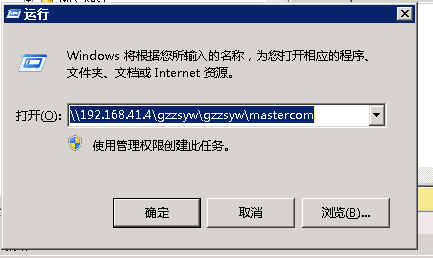 运行
Windows 将根据您所输入的名称，为您打开相应的程序、
文件夹、文档或 Internet 资源。
打开(O): \\192.168.41.4\gzzsyw\gzzsyw\mastercom
使用管理权限创建此任务。
确定 取消 浏览(B)...